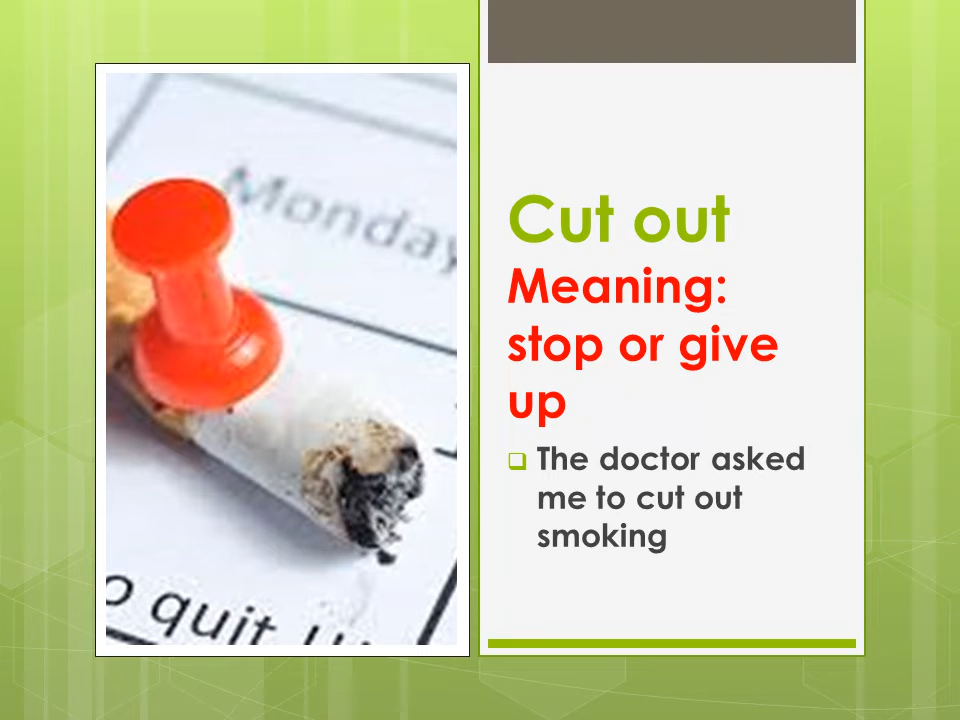 Monday
quit
Cut out
Meaning:
stop or give
up
The doctor asked
me to cut out
smoking